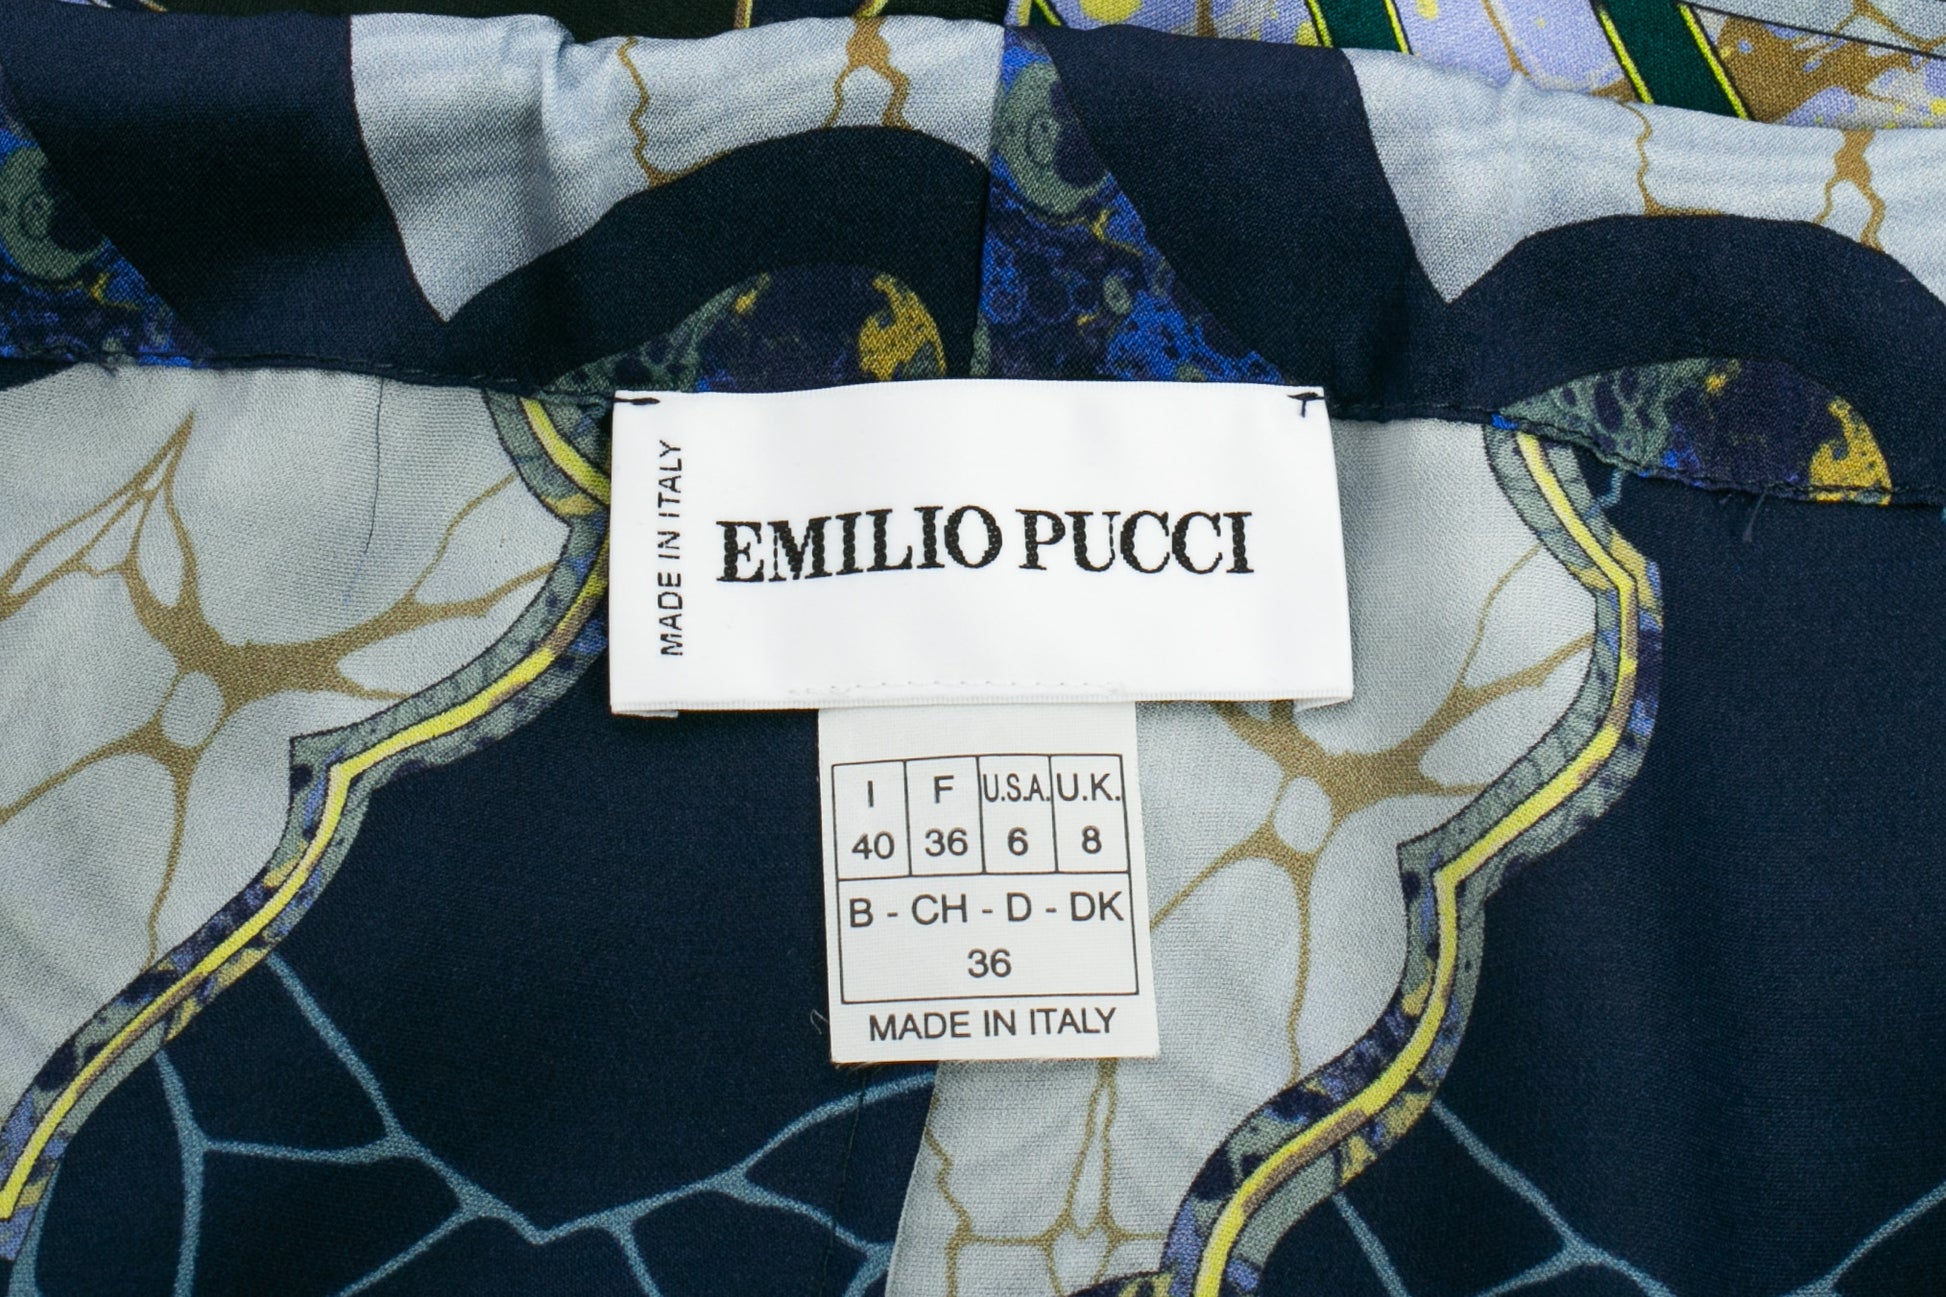 MADE IN ITALY
EMILIO PUCCI
I F U.S.A. U.K.
40 36 6 8
B - CH - D - DK
36
MADE IN ITALY